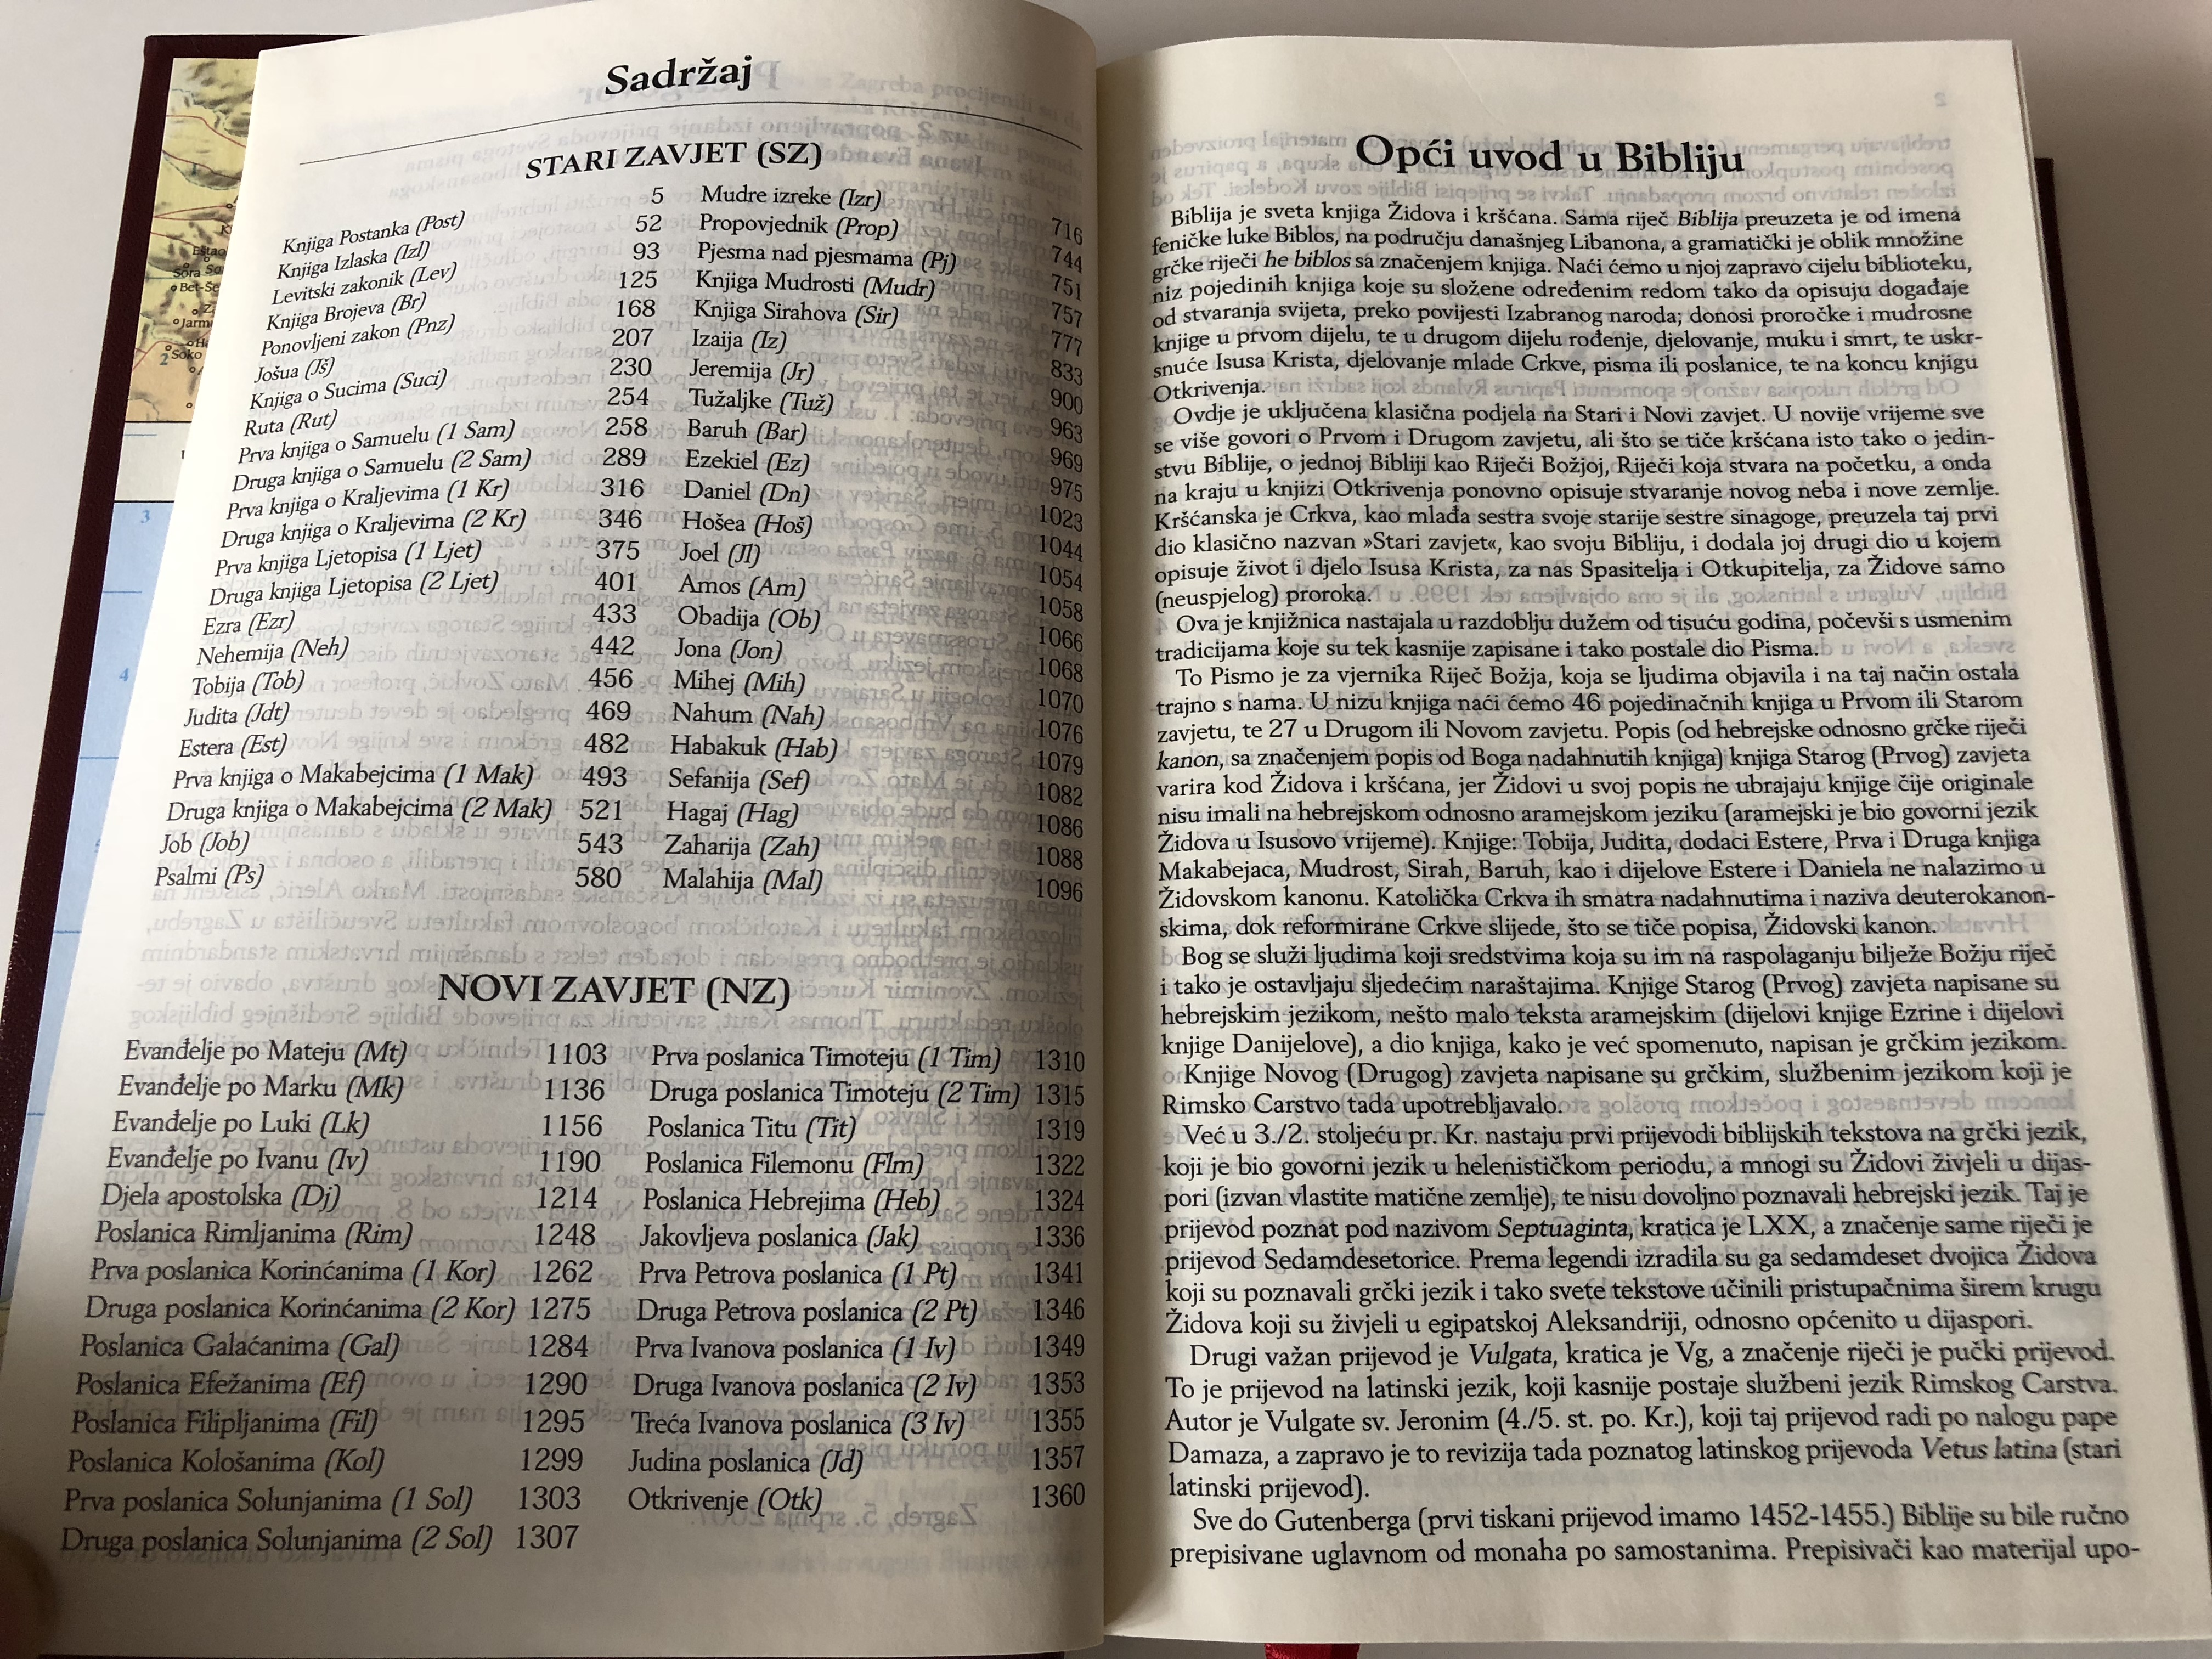 Sadržaj
STARI ZAVJET (SZ)
Knjiga Postanka (Post) 5
Knjiga Izlaska (Izl) 52
Levitski zakonik (Lev) 93
Knjiga Brojeva (Br) 125
Ponovljeni zakon (Pnz) 168
Jošua (Jš) 207
Knjiga o Sucima (Suci) 230
Ruta (Rut) 254
Prva knjiga o Samuelu (1 Sam) 258
Druga knjiga o Samuelu (2 Sam) 289
Prva knjiga o Kraljevima (1 Kr) 316
Druga knjiga o Kraljevima (2 Kr) 346
Prva knjiga Ljetopisa (1 Ljet) 375
Druga knjiga Ljetopisa (2 Ljet) 401
Ezra (Ezr) 433
Nehemija (Neh) 442
Tobija (Tob) 456
Judita (Jdt) 469
Estera (Est) 482
Prva knjiga o Makabejcima (1 Mak) 493
Druga knjiga o Makabejcima (2 Mak) 521
Job (Job) 543
Psalmi (Ps) 580
Mudre izreke (Izr) 716
Propovjednik (Prop) 744
Pjesma nad pjesmama (Pj) 751
Knjiga Mudrosti (Mudr) 757
Knjiga Sirahova (Sir) 777
Izaija (Iz) 833
Jeremija (Jr) 900
Tužaljke (Tuž) 963
Baruh (Bar) 969
Ezekiel (Ez) 975
Daniel (Dn) 1023
Hošea (Hoš) 1044
Joel (Jl) 1054
Amos (Am) 1058
Obadija (Ob) 1066
Jona (Jon) 1068
Mihej (Mih) 1070
Nahum (Nah) 1076
Habakuk (Hab) 1079
Sefanija (Sef) 1082
Hagaj (Hag) 1086
Zaharija (Zah) 1088
Malahija (Mal) 1096
NOVI ZAVJET (NZ)
Evanđelje po Mateju (Mt) 1103
Evanđelje po Marku (Mk) 1136
Evanđelje po Luki (Lk) 1156
Evanđelje po Ivanu (Iv) 1190
Djela apostolska (Dj) 1214
Poslanica Rimljanima (Rim) 1248
Prva poslanica Korinćanima (1 Kor) 1262
Druga poslanica Korinćanima (2 Kor) 1275
Poslanica Galaćanima (Gal) 1284
Poslanica Efežanima (Ef) 1290
Poslanica Filipljanima (Fil) 1295
Poslanica Kološanima (Kol) 1299
Prva poslanica Solunjanima (1 Sol) 1303
Druga poslanica Solunjanima (2 Sol) 1307
Prva poslanica Timoteju (1 Tim) 1310
Druga poslanica Timoteju (2 Tim) 1315
Poslanica Titu (Tit) 1319
Poslanica Filemonu (Flm) 1322
Poslanica Hebrejima (Heb) 1324
Jakovljeva poslanica (Jak) 1336
Prva Petrova poslanica (1 Pt) 1341
Druga Petrova poslanica (2 Pt) 1346
Prva Ivanova poslanica (1 Iv) 1349
Druga Ivanova poslanica (2 Iv) 1353
Treća Ivanova poslanica (3 Iv) 1355
Judina poslanica (Jd) 1357
Otkrivenje (Otk) 1360
Opći uvod u Bibliju
Biblija je sveta knjiga Židova i kršćana. Sama riječ Biblija preuzeta je od imena
feničke luke Biblos, na području današnjeg Libanona, a gramatički je oblik množine
grčke riječi he biblos sa značenjem knjiga. Naći ćemo u njoj zapravo cijelu biblioteku,
niz pojedinih knjiga koje su složene određenim redom tako da opisuju događaje
od stvaranja svijeta, preko povijesti Izabranog naroda; donosi proročke i mudrosne
knjige u prvom dijelu, te u drugom dijelu rođenje, djelovanje, muku i smrt, te uskr-
snuće Isusa Krista, djelovanje mlade Crkve, pisma ili poslanice, te na koncu knjigu
Otkrivenja.
Ovdje je uključena klasična podjela na Stari i Novi zavjet. U novije vrijeme sve
se više govori o Prvom i Drugom zavjetu, ali što se tiče kršćana isto tako o jedin-
stvu Biblije, o jednoj Bibliji kao Riječi Božjoj, Riječi koja stvara na početku, a onda
na kraju u knjizi Otkrivenja ponovno opisuje stvaranje novog neba i nove zemlje.
Kršćanska je Crkva, kao mlađa sestra svoje starije sestre sinagoge, preuzela taj prvi
dio klasično nazvan »Stari zavjet«, kao svoju Bibliju, i dodala joj drugi dio u kojem
opisuje život i djelo Isusa Krista, za nas Spasitelja i Otkupitelja, za Židove samo
(neuspjelog) proroka.
Ova je knjižnica nastajala u razdoblju dužem od tisuću godina, počevši s usmenim
tradicijama koje su tek kasnije zapisane i tako postale dio Pisma.
To Pismo je za vjernika Riječ Božja, koja se ljudima objavila i na taj način ostala
trajno s nama. U nizu knjiga naći ćemo 46 pojedinačnih knjiga u Prvom ili Starom
zavjetu, te 27 u Drugom ili Novom zavjetu. Popis (od hebrejske odnosno grčke riječi
kanon, sa značenjem popis od Boga nadahnutih knjiga) knjiga Starog (Prvog) zavjeta
varira kod Židova i kršćana, jer Židovi u svoj popis ne ubrajaju knjige čije originale
nisu imali na hebrejskom odnosno aramejskom jeziku (aramejski je bio govorni jezik
Židova u Isusovo vrijeme). Knjige: Tobija, Judita, dodaci Estere, Prva i Druga knjiga
Makabejaca, Mudrost, Sirah, Baruh, kao i dijelove Estere i Daniela ne nalazimo u
Židovskom kanonu. Katolička Crkva ih smatra nadahnutima i naziva deuterokanon-
skima, dok reformirane Crkve slijede, što se tiče popisa, Židovski kanon.
Bog se služi ljudima koji sredstvima koja su im na raspolaganju bilježe Božju riječ
i tako je ostavljaju sljedećim naraštajima. Knjige Starog (Prvog) zavjeta napisane su
hebrejskim jezikom, nešto malo teksta aramejskim (dijelovi knjige Ezrine i dijelovi
knjige Danijelove), a dio knjiga, kako je već spomenuto, napisan je grčkim jezikom.
Knjige Novog (Drugog) zavjeta napisane su grčkim, službenim jezikom koji je
Rimsko Carstvo tada upotrebljavalo.
Već u 3./2. stoljeću pr. Kr. nastaju prvi prijevodi biblijskih tekstova na grčki jezik,
koji je bio govorni jezik u helenističkom periodu, a mnogi su Židovi živjeli u dijas-
pori (izvan vlastite matične zemlje), te nisu dovoljno poznavali hebrejski jezik. Taj je
prijevod poznat pod nazivom Septuaginta, kratica je LXX, a značenje same riječi je
prijevod Sedamdesetorice. Prema legendi izradila su ga sedamdeset dvojica Židova
koji su poznavali grčki jezik i tako svete tekstove učinili pristupačnima širem krugu
Židova koji su živjeli u egipatskoj Aleksandriji, odnosno općenito u dijaspori.
Drugi važan prijevod je Vulgata, kratica je Vg, a značenje riječi je pučki prijevod.
To je prijevod na latinski jezik, koji kasnije postaje službeni jezik Rimskog Carstva.
Autor je Vulgate sv. Jeronim (4./5. st. po. Kr.), koji taj prijevod radi po nalogu pape
Damaza, a zapravo je to revizija tada poznatog latinskog prijevoda Vetus latina (stari
latinski prijevod).
Sve do Gutenberga (prvi tiskani prijevod imamo 1452-1455.) Biblije su bile ručno
prepisivane uglavnom od monaha po samostanima. Prepisivači kao materijal upo-